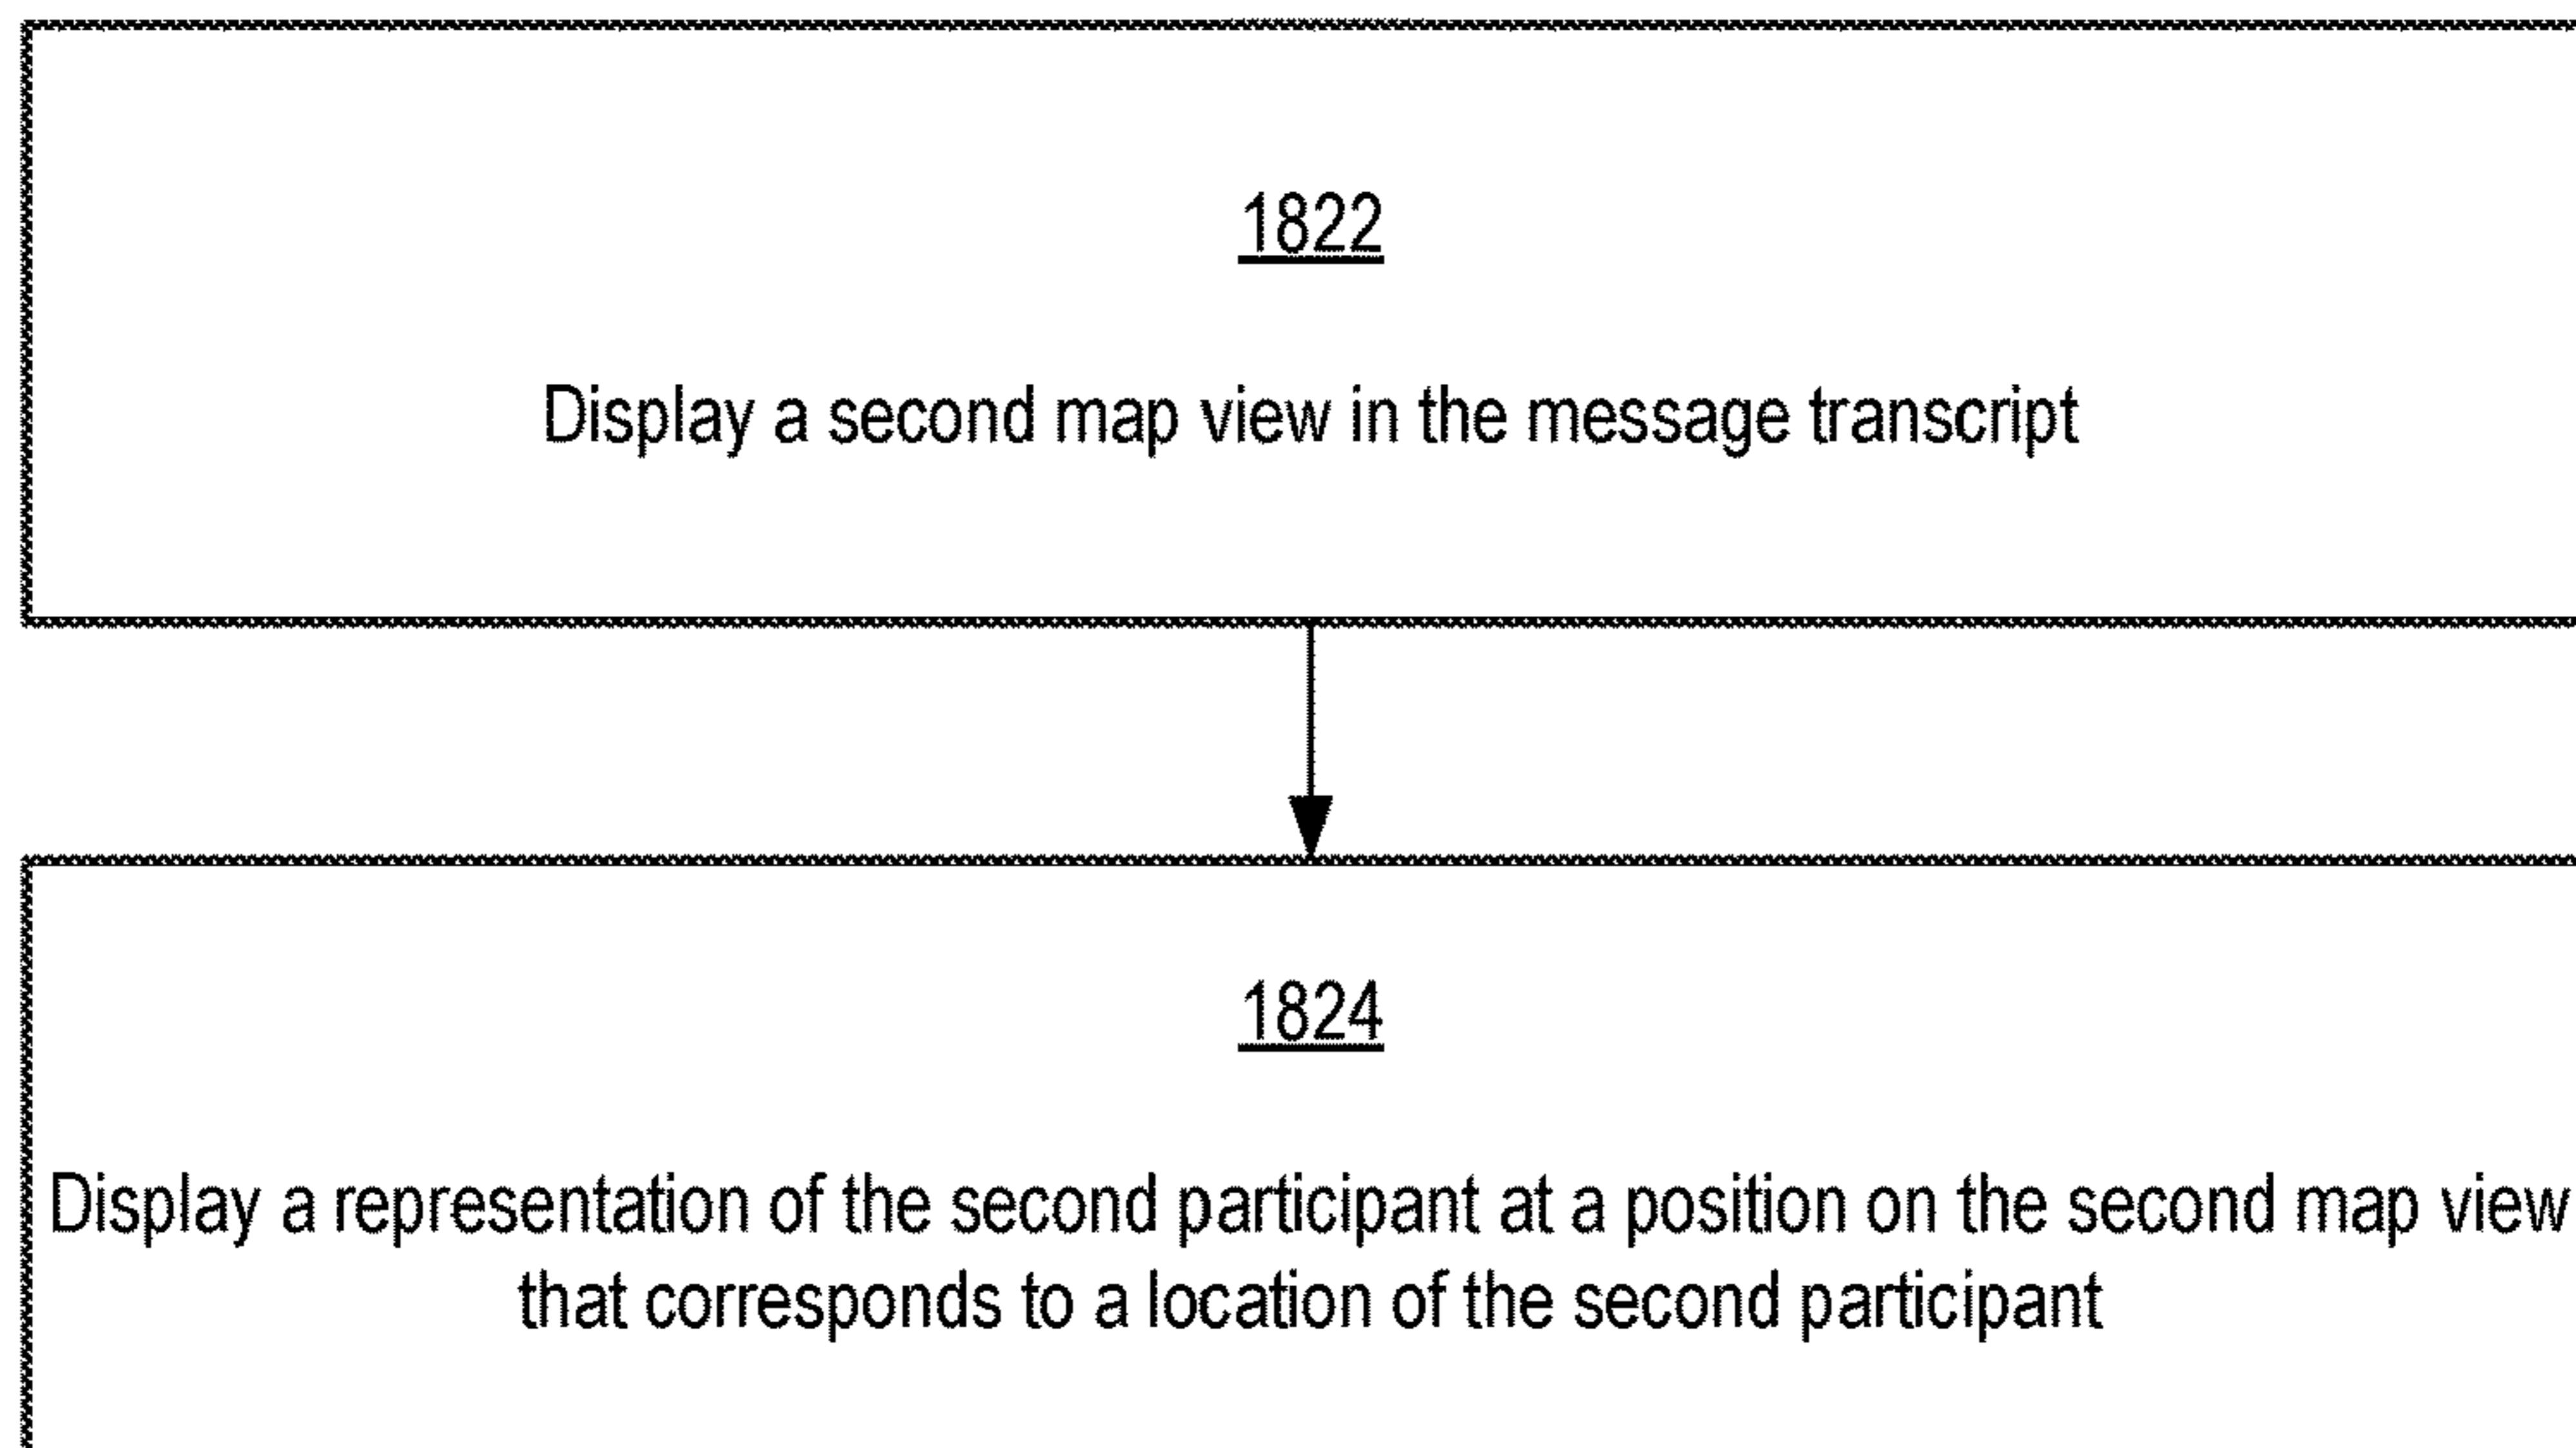 1822
Display a second map view in the message transcript
1824
Display a representation of the second participant at a position on the second map view
that corresponds to a location of the second participant